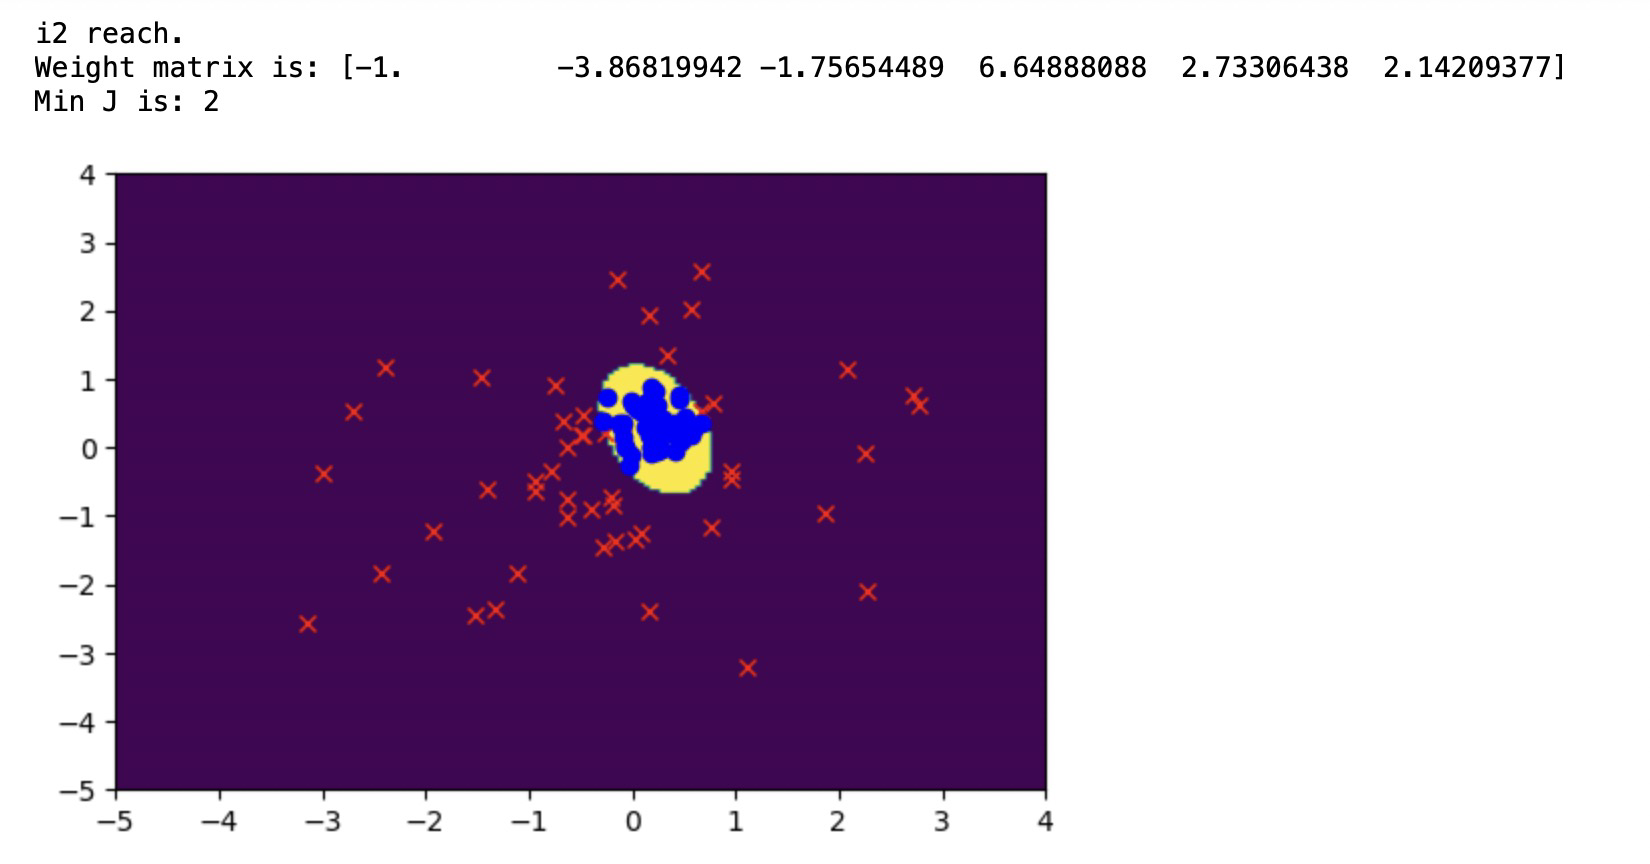 i2 reach.
Weight matrix is: [-1.         -3.86819942 -1.75654489  6.64888088  2.73306438  2.14209377]
Min J is: 2
4
3
2
1
0
−1
−2
−3
−4
−5
−5 −4 −3 −2 −1 0 1 2 3 4